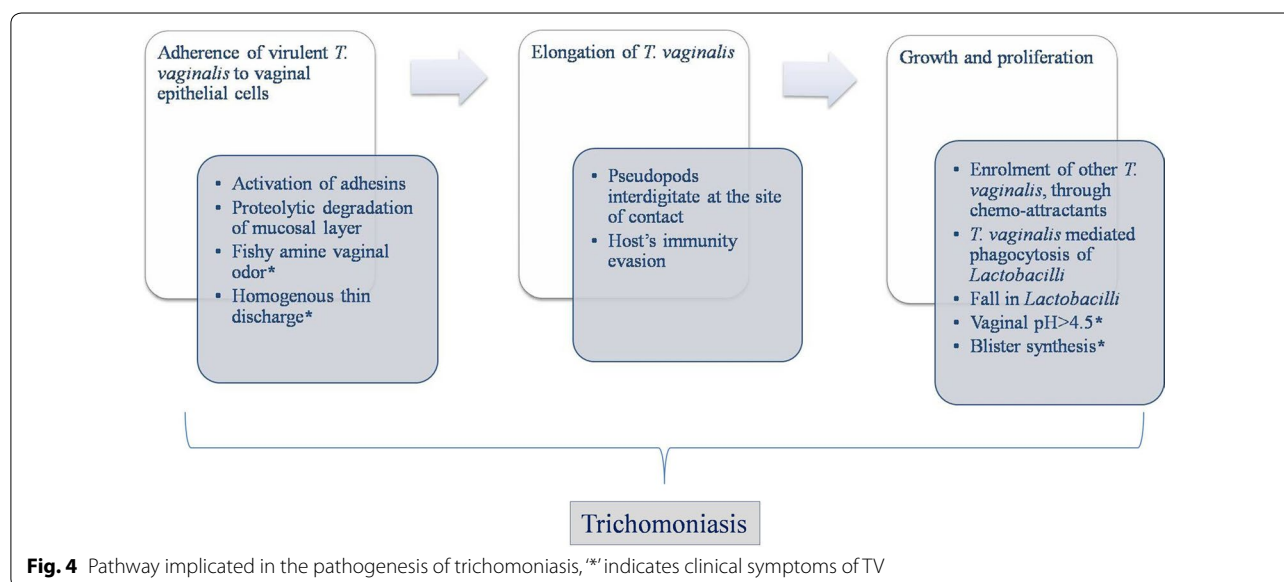 Adherence of virulent T.
vaginalis to vaginal
epithelial cells
▪ Activation of adhesins
▪ Proteolytic degradation
of mucosal layer
▪ Fishy amine vaginal
odor*
▪ Homogenous thin
discharge*
Elongation of T. vaginalis
▪ Pseudopods
interdigitate at the site
of contact
▪ Host's immunity
evasion
Growth and proliferation
▪ Enrolment of other T.
vaginalis, through
chemo-attractants
▪ T. vaginalis mediated
phagocytosis of
Lactobacilli
▪ Fall in Lactobacilli
▪ Vaginal pH>4.5*
▪ Blister synthesis*
Trichomoniasis
Fig. 4 Pathway implicated in the pathogenesis of trichomoniasis, '*' indicates clinical symptoms of TV